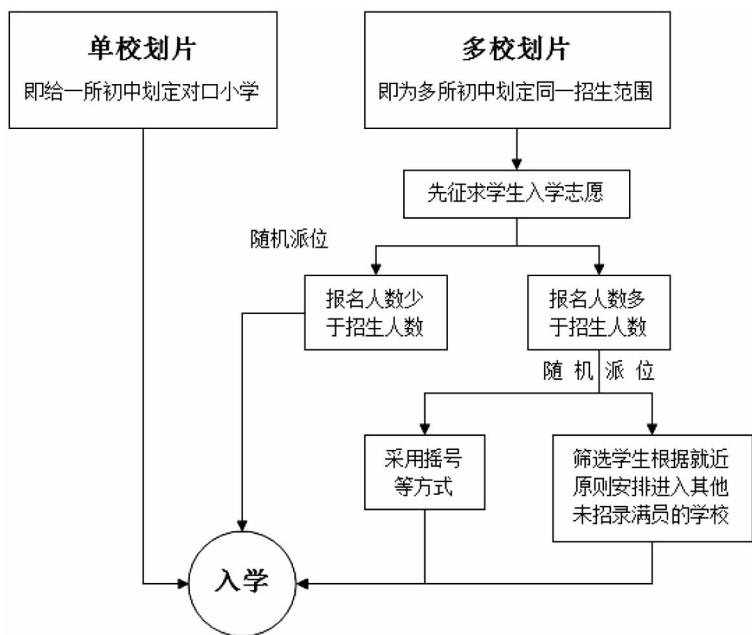 单校划片
即给一所初中划定对口小学
多校划片
即为多所初中划定同一招生范围
先征求学生入学志愿
随机派位
报名人数少
于招生人数
报名人数多
于招生人数
随机派位
采用摇号
等方式
筛选学生根据就近
原则安排进入其他
未招录满员的学校
入学